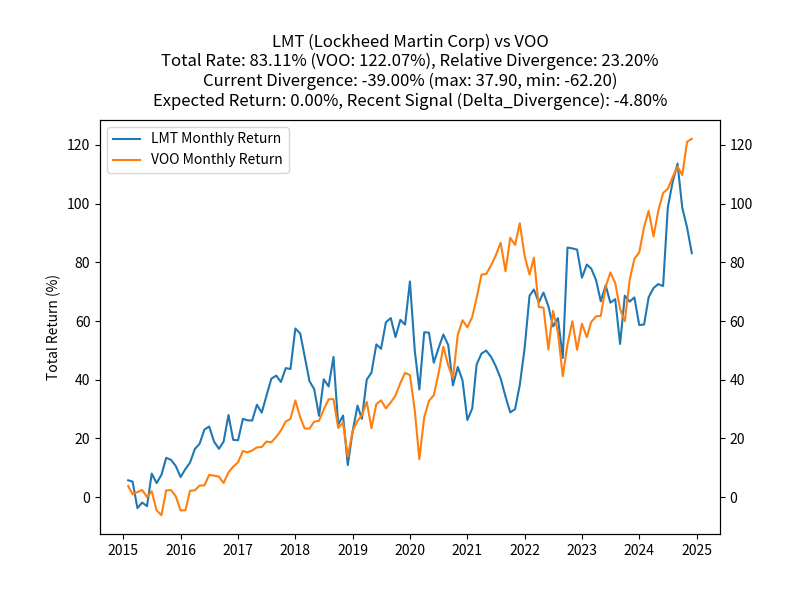 LMT (Lockheed Martin Corp) vs VOO
Total Rate: 83.11% (VOO: 122.07%), Relative Divergence: 23.20%
Current Divergence: -39.00% (max: 37.90, min: -62.20)
Expected Return: 0.00%, Recent Signal (Delta_Divergence): -4.80%
LMT Monthly Return
VOO Monthly Return
Total Return (%)
120
100
80
60
40
20
0
120
100
80
60
40
20
0
2015 2016 2017 2018 2019 2020 2021 2022 2023 2024 2025